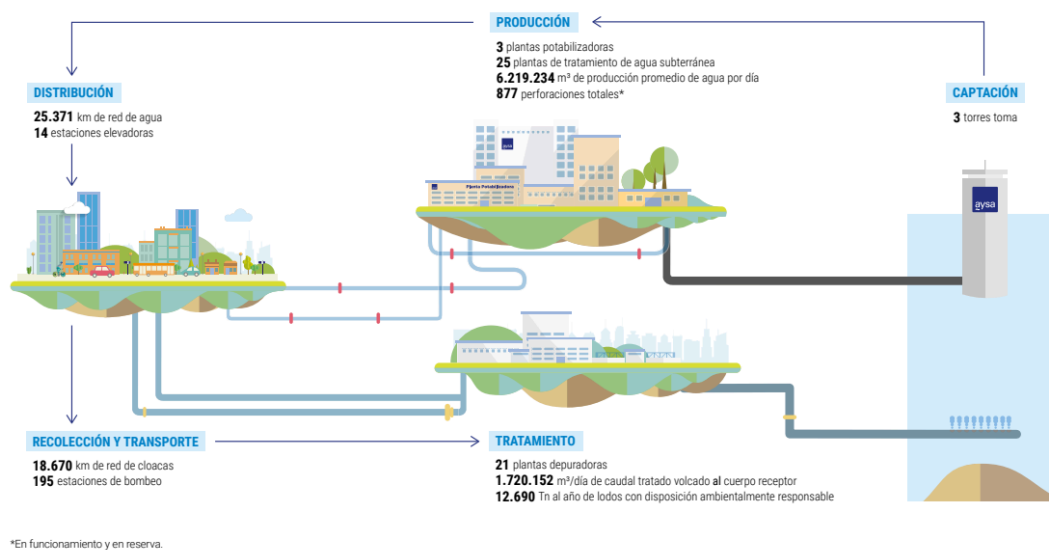 PRODUCCIÓN
3 plantas potabilizadoras
25 plantas de tratamiento de agua subterránea
6.219.234 m³ de producción promedio de agua por día
877 perforaciones totales*
DISTRIBUCIÓN
25.371 km de red de agua
14 estaciones elevadoras
CAPTACIÓN
3 torres toma
aysa
Planta Potabilizadora
aysa
RECOLECCIÓN Y TRANSPORTE
18.670 km de red de cloacas
195 estaciones de bombeo
TRATAMIENTO
21 plantas depuradoras
1.720.152 m³/día de caudal tratado volcado al cuerpo receptor
12.690 Tn al año de lodos con disposición ambientalmente responsable
*En funcionamiento y en reserva.